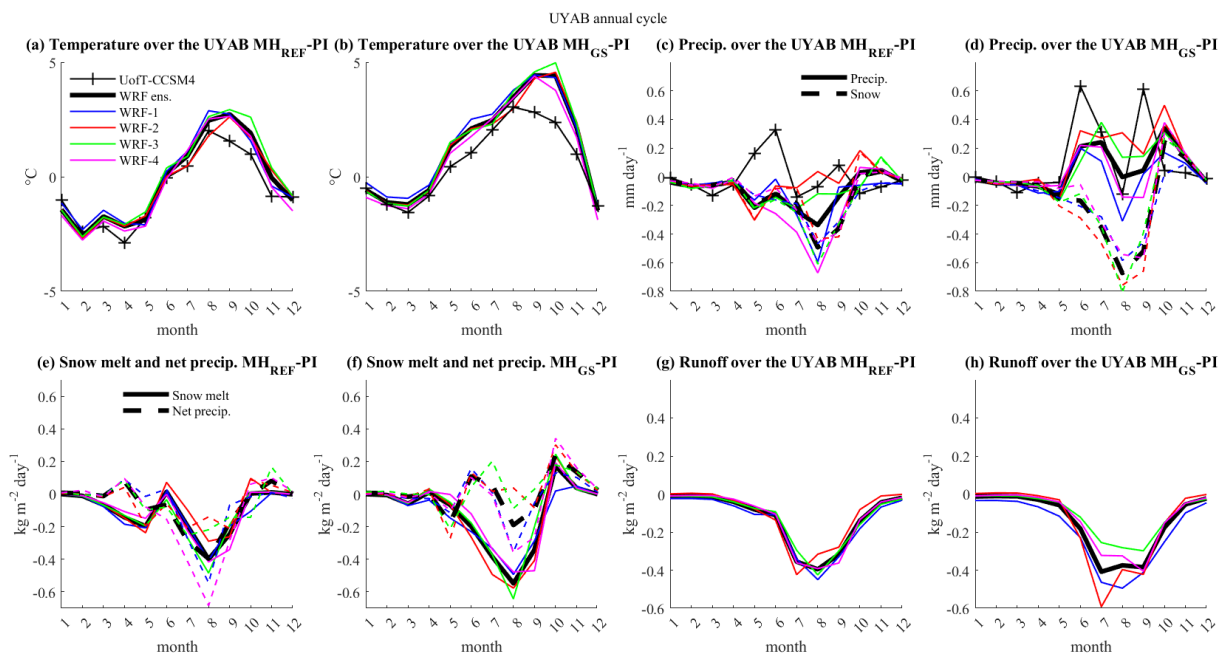 UYAB annual cycle
(a) Temperature over the UYAB MH_REF-PI
(b) Temperature over the UYAB MH_GS-PI
(c) Precip. over the UYAB MH_REF-PI
(d) Precip. over the UYAB MH_GS-PI
5
0
-5
°C
UofT-CCSM4
WRF ens.
WRF-1
WRF-2
WRF-3
WRF-4
1 2 3 4 5 6 7 8 9 10 11 12
month
5
0
-5
°C
1 2 3 4 5 6 7 8 9 10 11 12
month
0.6
0.4
0.2
0
-0.2
-0.4
-0.6
-0.8
mm day⁻¹
Precip.
Snow
1 2 3 4 5 6 7 8 9 10 11 12
month
0.6
0.4
0.2
0
-0.2
-0.4
-0.6
-0.8
mm day⁻¹
1 2 3 4 5 6 7 8 9 10 11 12
month
(e) Snow melt and net precip. MH_REF-PI
(f) Snow melt and net precip. MH_GS-PI
(g) Runoff over the UYAB MH_REF-PI
(h) Runoff over the UYAB MH_GS-PI
0.4
0.2
0
-0.2
-0.4
-0.6
kg m⁻² day⁻¹
Snow melt
Net precip.
1 2 3 4 5 6 7 8 9 10 11 12
month
0.4
0.2
0
-0.2
-0.4
-0.6
kg m⁻² day⁻¹
1 2 3 4 5 6 7 8 9 10 11 12
month
0.4
0.2
0
-0.2
-0.4
-0.6
kg m⁻² day⁻¹
1 2 3 4 5 6 7 8 9 10 11 12
month
0.4
0.2
0
-0.2
-0.4
-0.6
kg m⁻² day⁻¹
1 2 3 4 5 6 7 8 9 10 11 12
month